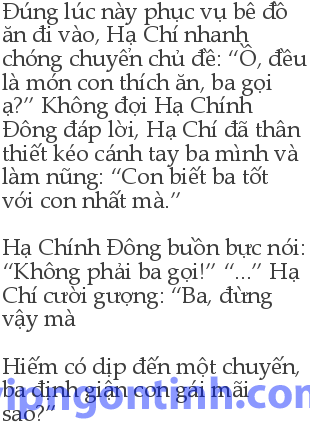 Đúng lúc này phục vụ bê đồ
ăn đi vào, Hạ Chí nhanh
chóng chuyển chủ đề: “Ồ, đều
là món con thích ăn, ba gọi
ạ?” Không đợi Hạ Chính
Đông đáp lời, Hạ Chí đã thân
thiết kéo cánh tay ba mình và
làm nũng: “Con biết ba tốt
với con nhất mà.”

Hạ Chính Đông buồn bực nói:
“Không phải ba gọi!” “...” Hạ
Chí cười gượng: “Ba, đừng
vậy mà

Hiếm có dịp đến một chuyến,
ba định giận con gái mãi
sao?”
vipngontinh.com